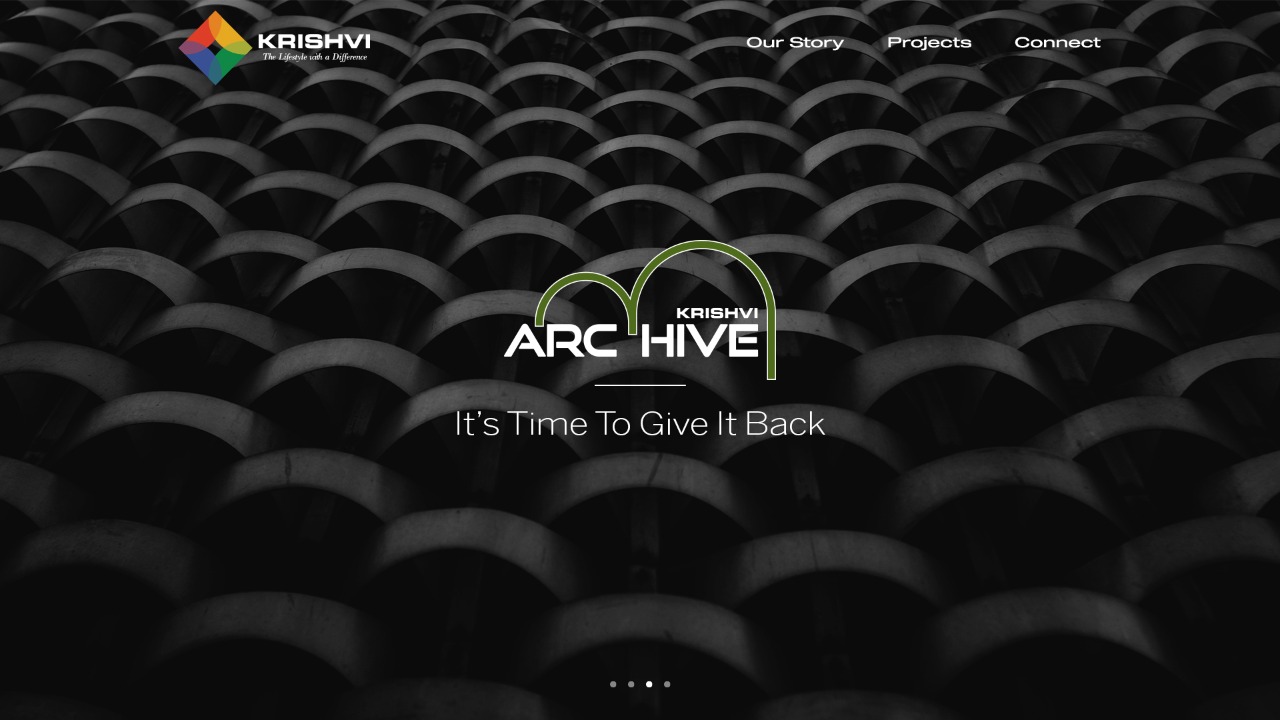 KRISHVI
The Lifestyle with a Difference
Our Story
Projects
Connect
KRISHVI
ARC HIVE
It's Time To Give It Back